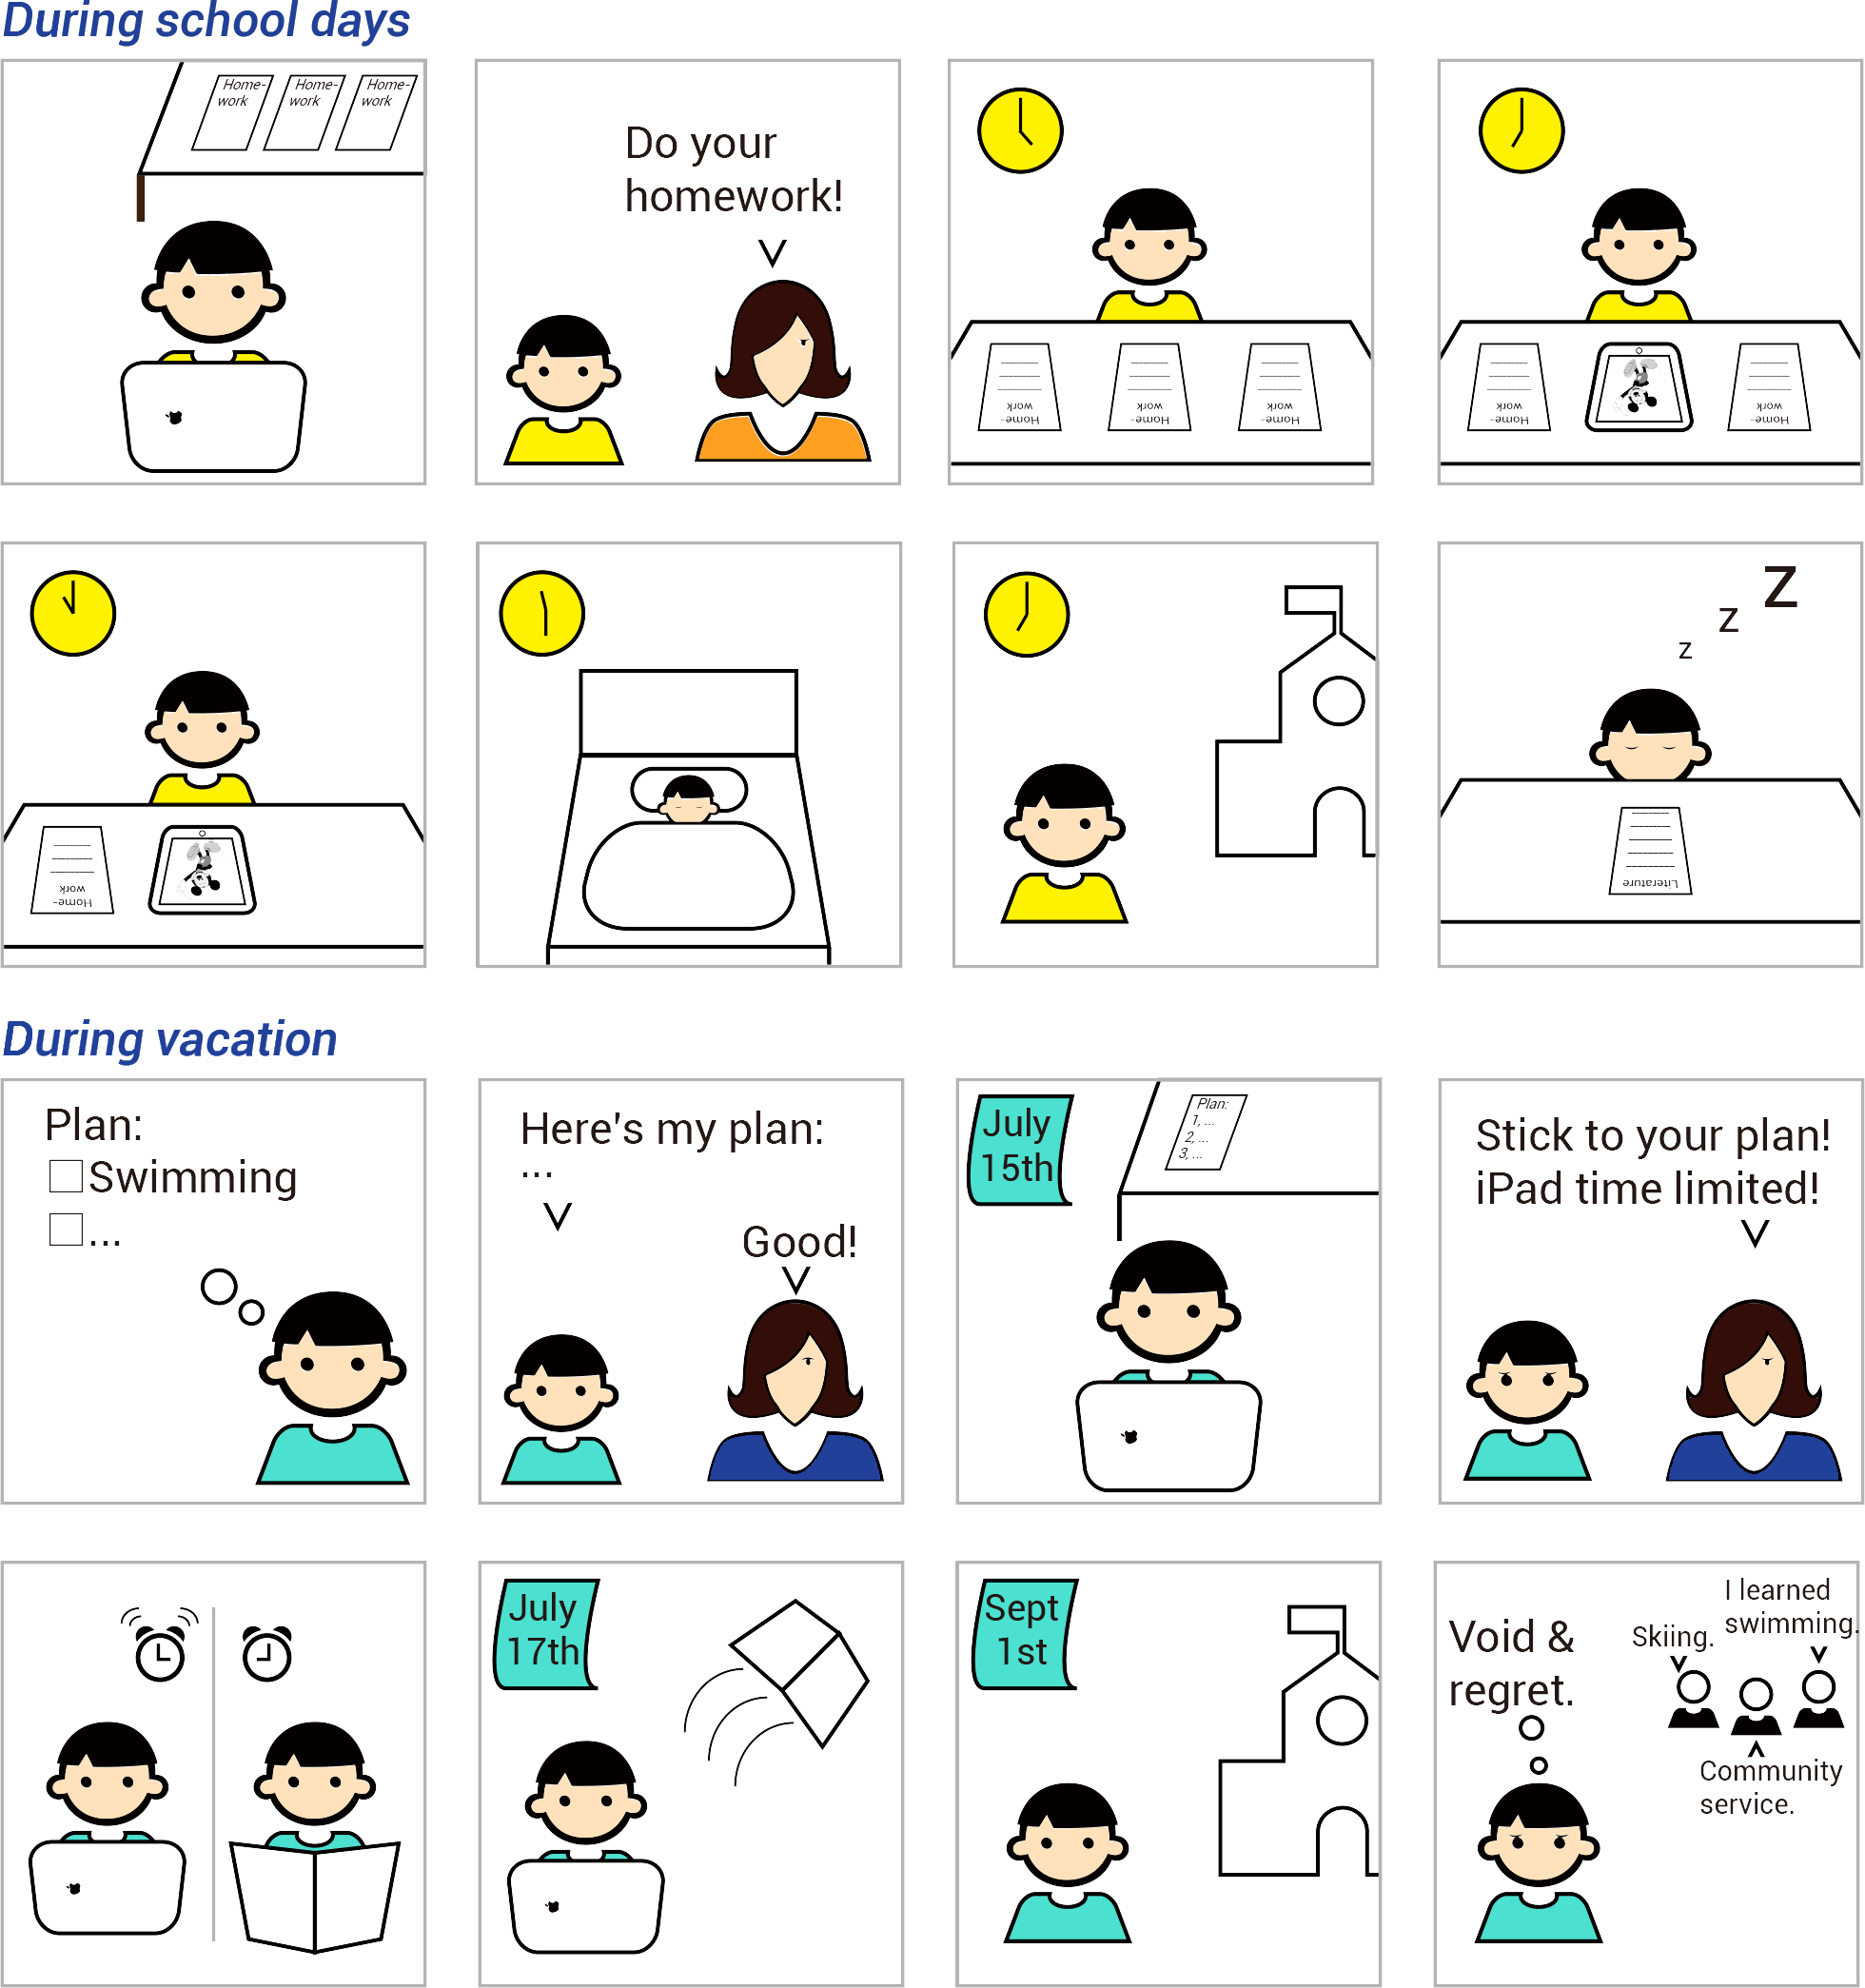 During school days
Home-
work
Home-
work
Home-
work
Do your
homework!
Home-
work
Home-
work
Home-
work
Home-
work
Home-
work
Home-
work
z
z
Z
Literature
During vacation
Plan:
Swimming
...
Here's my plan:
...
Good!
July
15th
Plan:
1, ...
2, ...
3, ...
Stick to your plan!
iPad time limited!
July
17th
Sept
1st
Void &
regret.
Skiing.
I learned
swimming.
Community
service.